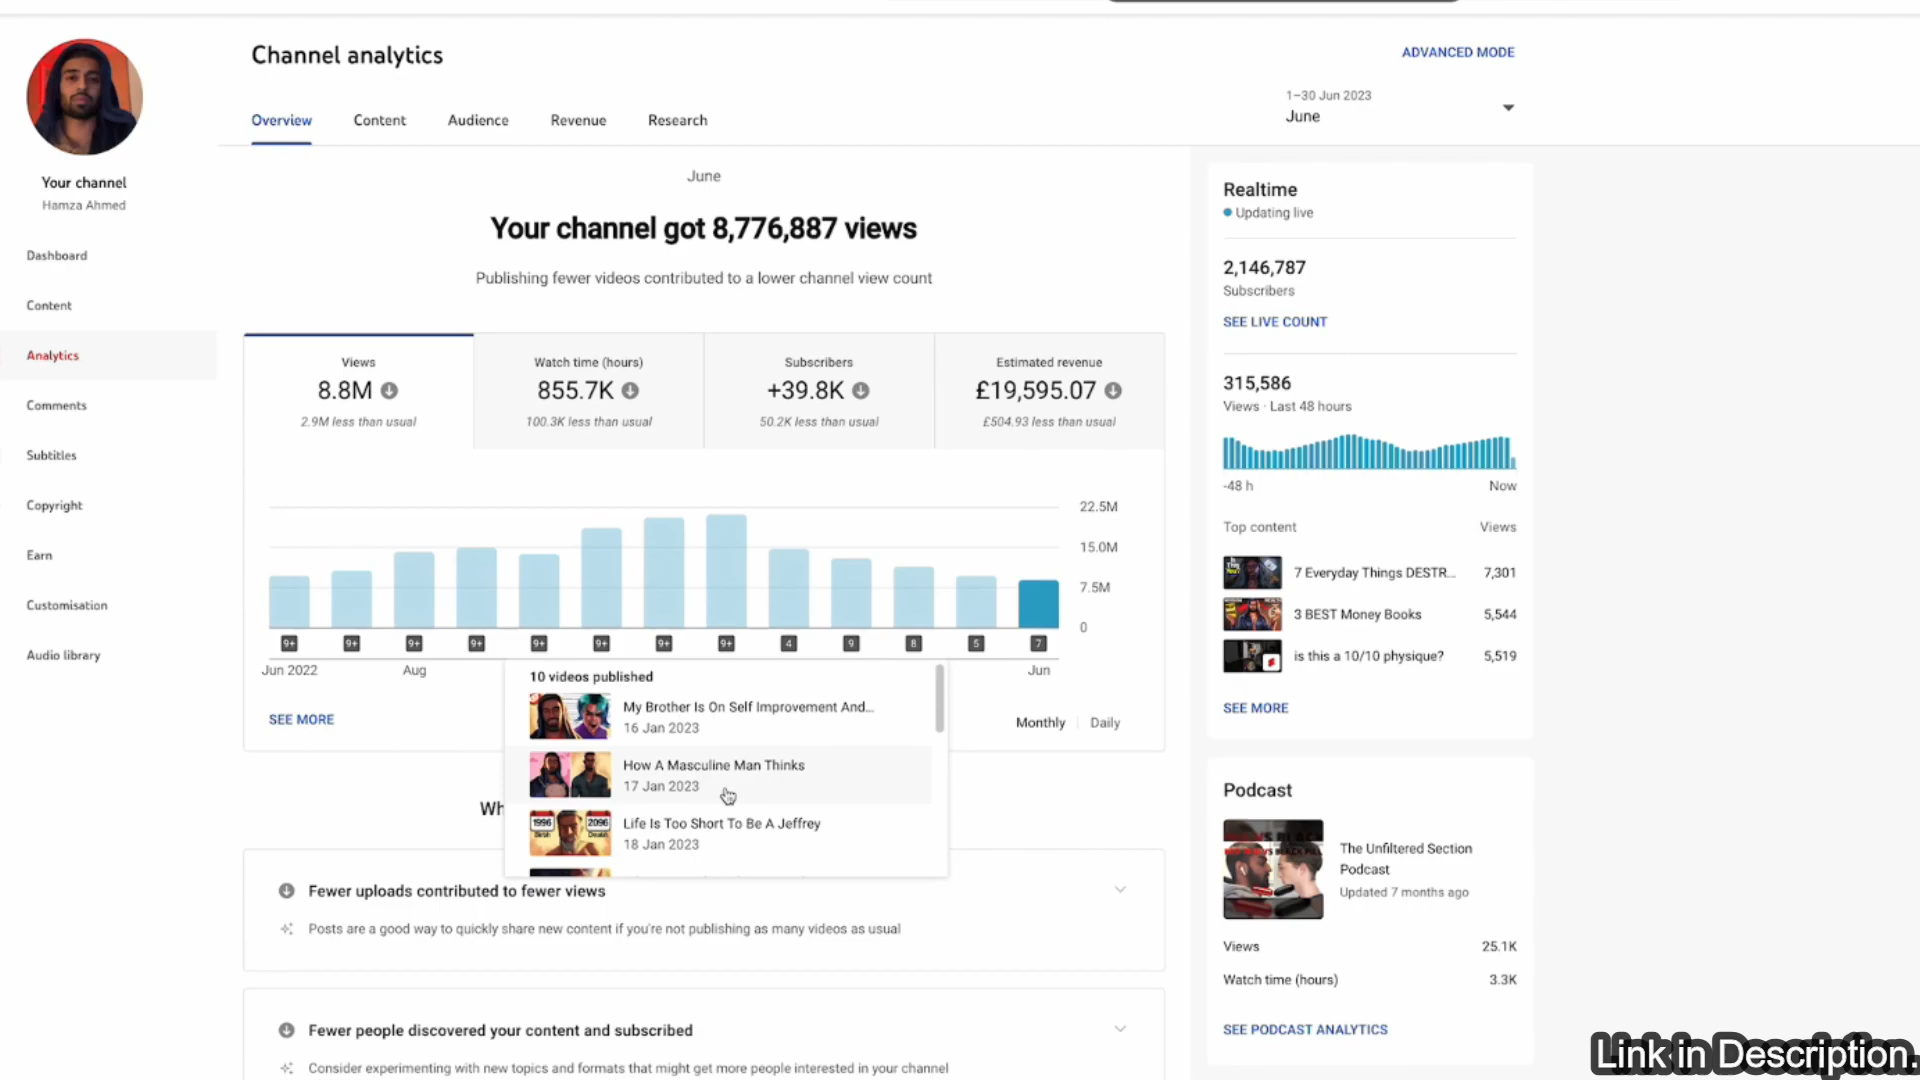 Channel analytics
ADVANCED MODE
1–30 Jun 2023
June
Overview
Content
Audience
Revenue
Research
Your channel
Hamza Ahmed
Dashboard
Content
Analytics
Comments
Subtitles
Copyright
Earn
Customisation
Audio library
June
Your channel got 8,776,887 views
Publishing fewer videos contributed to a lower channel view count
Views
8.8M
2.9M less than usual
Watch time (hours)
855.7K
100.3K less than usual
Subscribers
+39.8K
50.2K less than usual
Estimated revenue
£19,595.07
£504.93 less than usual
22.5M
15.0M
7.5M
0
9+ 9+ 9+ 9+ 9+ 9+ 9+ 9+ 4 9 8 5 7
Jun 2022
Aug
Jun
SEE MORE
Monthly
Daily
10 videos published
My Brother Is On Self Improvement And...
16 Jan 2023
How A Masculine Man Thinks
17 Jan 2023
1996
Birth
2096
Death
Life Is Too Short To Be A Jeffrey
18 Jan 2023
Wh
Fewer uploads contributed to fewer views
Posts are a good way to quickly share new content if you're not publishing as many videos as usual
Fewer people discovered your content and subscribed
Consider experimenting with new topics and formats that might get more people interested in your channel
Realtime
Updating live
2,146,787
Subscribers
SEE LIVE COUNT
315,586
Views · Last 48 hours
-48 h
Now
Top content
Views
7 Everyday Things DESTR...
7,301
3 BEST Money Books
5,544
is this a 10/10 physique?
5,519
SEE MORE
Podcast
The Unfiltered Section
Podcast
Updated 7 months ago
Views
25.1K
Watch time (hours)
3.3K
SEE PODCAST ANALYTICS
Link in Description.